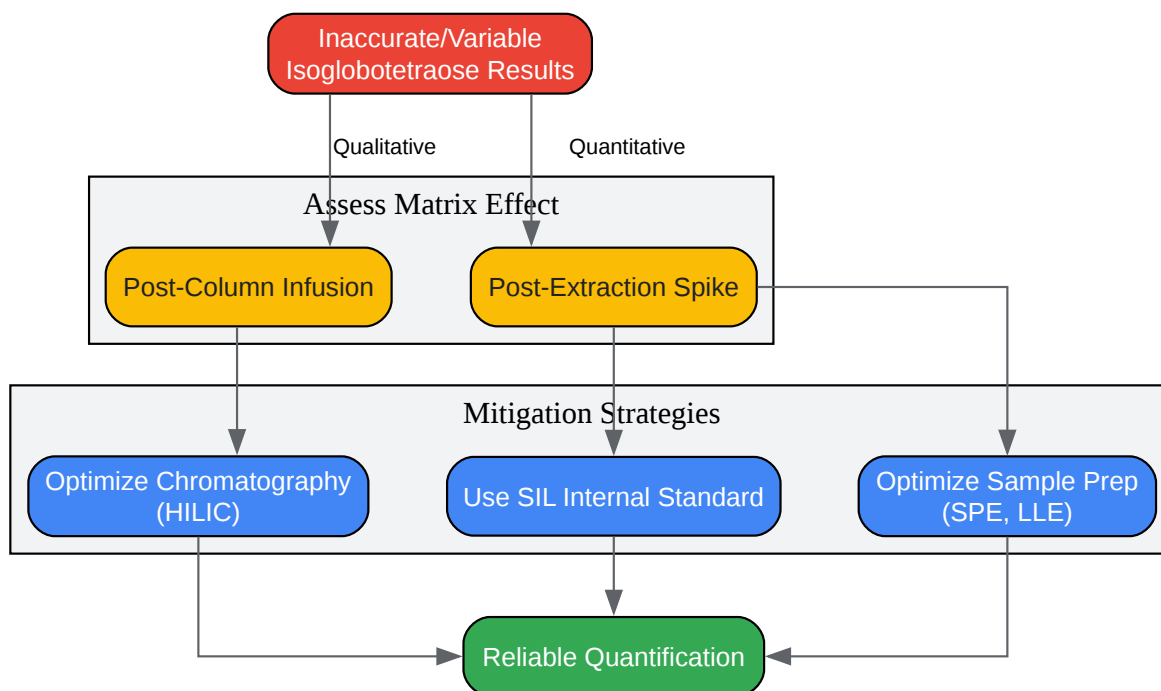 Inaccurate/Variable
Isoglobotetraose Results
Qualitative
Quantitative
Assess Matrix Effect
Post-Column Infusion
Post-Extraction Spike
Mitigation Strategies
Optimize Chromatography
(HILIC)
Use SIL Internal Standard
Optimize Sample Prep
(SPE, LLE)
Reliable Quantification